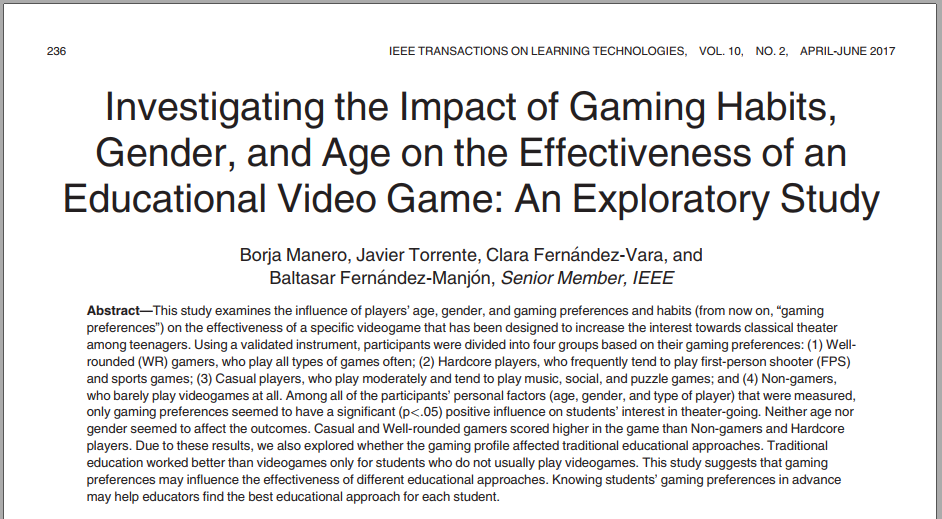 236
IEEE TRANSACTIONS ON LEARNING TECHNOLOGIES, VOL. 10, NO. 2, APRIL-JUNE 2017
Investigating the Impact of Gaming Habits,
Gender, and Age on the Effectiveness of an
Educational Video Game: An Exploratory Study
Borja Manero, Javier Torrente, Clara Fernández-Vara, and
Baltasar Fernández-Manjón, Senior Member, IEEE
Abstract—This study examines the influence of players' age, gender, and gaming preferences and habits (from now on, “gaming
preferences”) on the effectiveness of a specific videogame that has been designed to increase the interest towards classical theater
among teenagers. Using a validated instrument, participants were divided into four groups based on their gaming preferences: (1) Well-
rounded (WR) gamers, who play all types of games often; (2) Hardcore players, who frequently tend to play first-person shooter (FPS)
and sports games; (3) Casual players, who play moderately and tend to play music, social, and puzzle games; and (4) Non-gamers,
who barely play videogames at all. Among all of the participants' personal factors (age, gender, and type of player) that were measured,
only gaming preferences seemed to have a significant (p<.05) positive influence on students' interest in theater-going. Neither age nor
gender seemed to affect the outcomes. Casual and Well-rounded gamers scored higher in the game than Non-gamers and Hardcore
players. Due to these results, we also explored whether the gaming profile affected traditional educational approaches. Traditional
education worked better than videogames only for students who do not usually play videogames. This study suggests that gaming
preferences may influence the effectiveness of different educational approaches. Knowing students' gaming preferences in advance
may help educators find the best educational approach for each student.